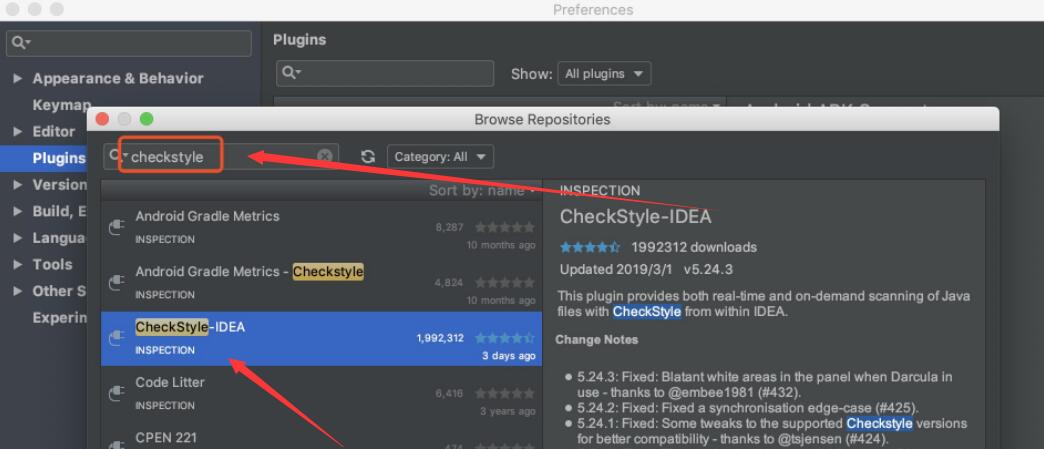 Preferences
Plugins
Show: All plugins
Appearance & Behavior
Keymap
Editor
Plugins
Version
Build, E
Langua
Tools
Other S
Experin
Sort by: name
Browse Repositories
checkstyle
Category: All
Sort by: name
Android Gradle Metrics
8,287
INSPECTION
10 months ago
Android Gradle Metrics - Checkstyle
4,824
INSPECTION
10 months ago
CheckStyle-IDEA
1,992,312
INSPECTION
3 days ago
Code Litter
6,416
INSPECTION
3 years ago
CPEN 221
474
INSPECTION
CheckStyle-IDEA
1992312 downloads
Updated 2019/3/1 v5.24.3
This plugin provides both real-time and on-demand scanning of Java
files with CheckStyle from within IDEA.
Change Notes
5.24.3: Fixed: Blatant white areas in the panel when Darcula in
use - thanks to @embee1981 (#432).
5.24.2: Fixed: Fixed a synchronisation edge-case (#425).
5.24.1: Fixed: Some tweaks to the supported Checkstyle versions
for better compatibility - thanks to @tsjensen (#424).